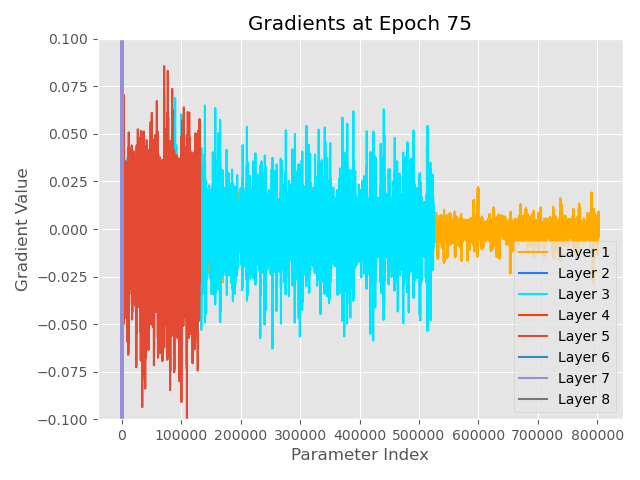 Gradients at Epoch 75
Gradient Value
0.100
0.075
0.050
0.025
0.000
−0.025
−0.050
−0.075
−0.100
Layer 1
Layer 2
Layer 3
Layer 4
Layer 5
Layer 6
Layer 7
Layer 8
0 100000 200000 300000 400000 500000 600000 700000 800000
Parameter Index